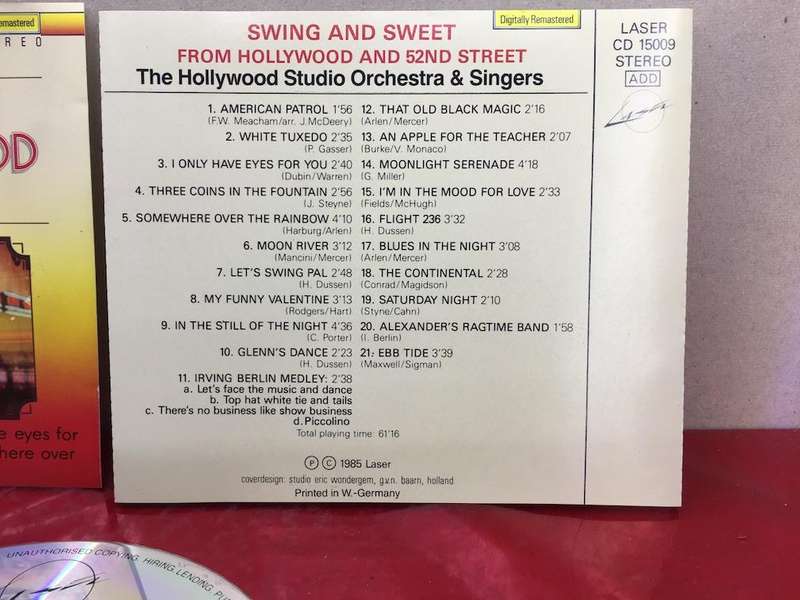 emastered
EREO
OD
e eyes for
here over
SWING AND SWEET
FROM HOLLYWOOD AND 52ND STREET
The Hollywood Studio Orchestra & Singers
Digitally Remastered
LASER
CD 15009
STEREO
ADD
1. AMERICAN PATROL 1'56
(F.W. Meacham/arr. J.McDeery)
2. WHITE TUXEDO 2'35
(P. Gasser)
3. I ONLY HAVE EYES FOR YOU 2'40
(Dubin/Warren)
4. THREE COINS IN THE FOUNTAIN 2'56
(J. Steyne)
5. SOMEWHERE OVER THE RAINBOW 4'10
(Harburg/Arlen)
6. MOON RIVER 3'12
(Mancini/Mercer)
7. LET'S SWING PAL 2'48
(H. Dussen)
8. MY FUNNY VALENTINE 3'13
(Rodgers/Hart)
9. IN THE STILL OF THE NIGHT 4'36
(C. Porter)
10. GLENN'S DANCE 2'23
(H. Dussen)
11. IRVING BERLIN MEDLEY: 2'38
a. Let's face the music and dance
b. Top hat white tie and tails
c. There's no business like show business
d. Piccolino
12. THAT OLD BLACK MAGIC 2'16
(Arlen/Mercer)
13. AN APPLE FOR THE TEACHER 2'07
(Burke/V. Monaco)
14. MOONLIGHT SERENADE 4'18
(G. Miller)
15. I'M IN THE MOOD FOR LOVE 2'33
(Fields/McHugh)
16. FLIGHT 236 3'32
(H. Dussen)
17. BLUES IN THE NIGHT 3'08
(Arlen/Mercer)
18. THE CONTINENTAL 2'28
(Conrad/Magidson)
19. SATURDAY NIGHT 2'10
(Styne/Cahn)
20. ALEXANDER'S RAGTIME BAND 1'58
(I. Berlin)
21. EBB TIDE 3'39
(Maxwell/Sigman)
Total playing time: 61'16
Ⓟ Ⓒ 1985 Laser
coverdesign: studio eric wondergem, g.v.n. baarn, holland
Printed in W.-Germany
UNAUTHORISED COPYING, HIRING, LENDING, PU